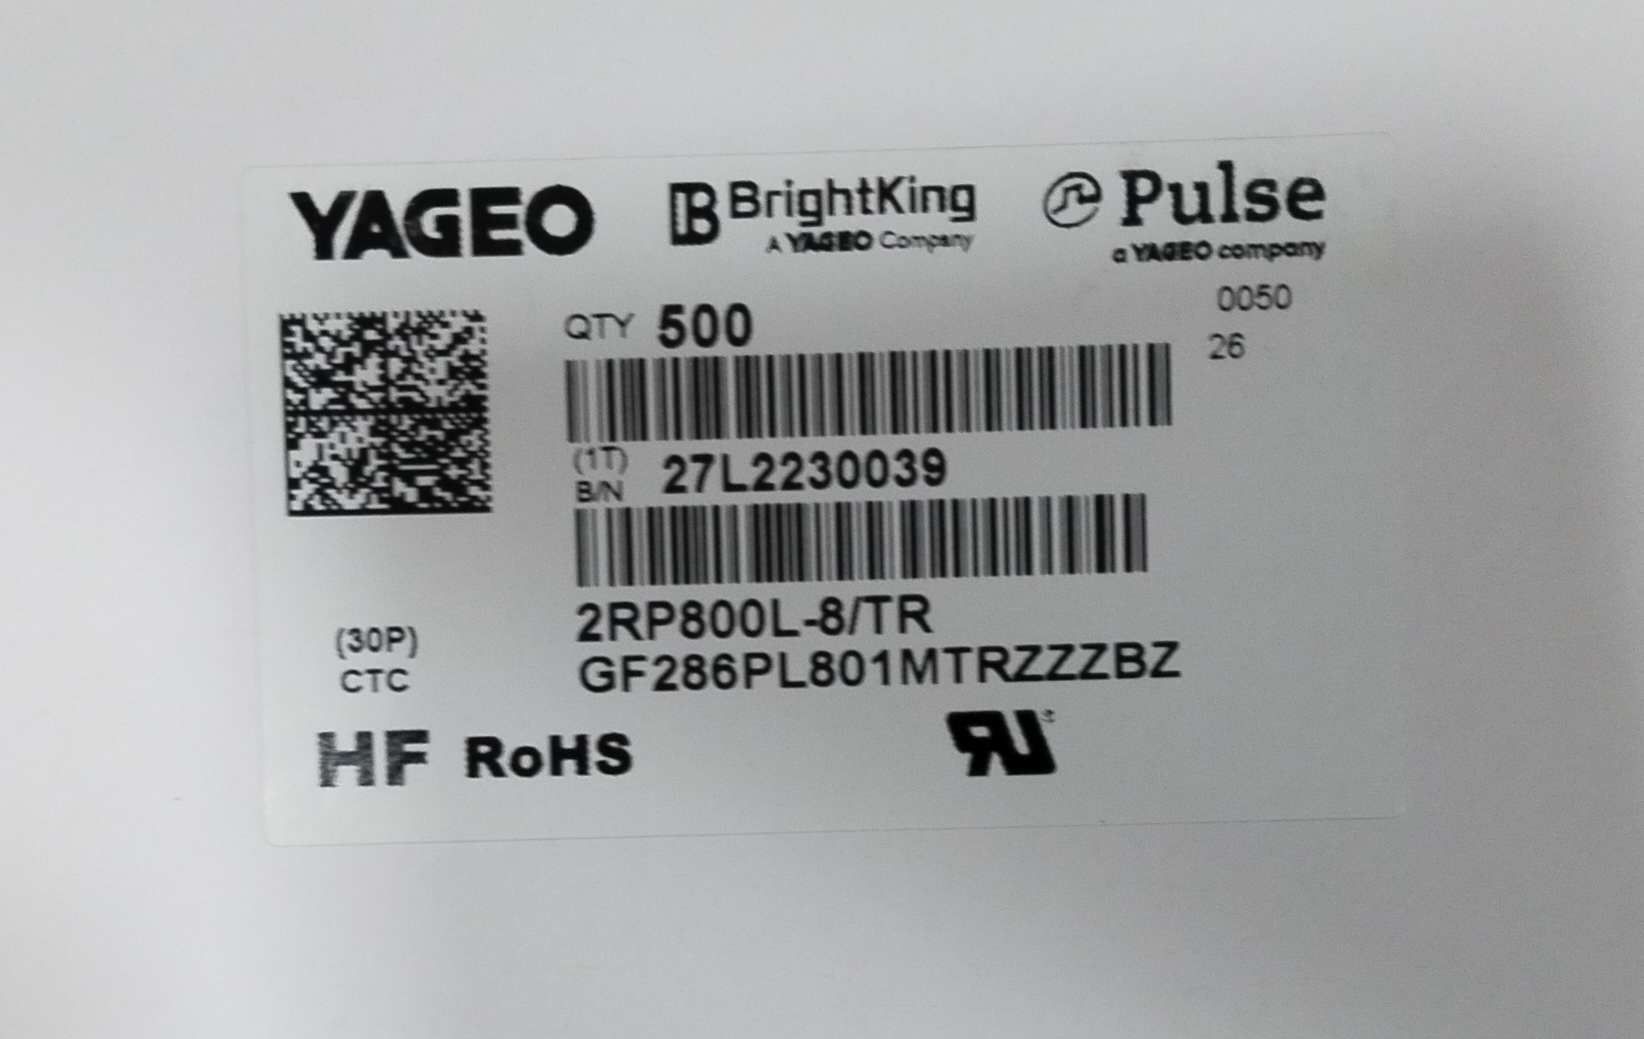 YAGEO
BrightKing
A YAGEO Company
Pulse
a YAGEO company
0050
QTY 500
26
(1T)
B/N 27L2230039
2RP800L-8/TR
(30P)
GF286PL801MTRZZZBZ
CTC
HF RoHS